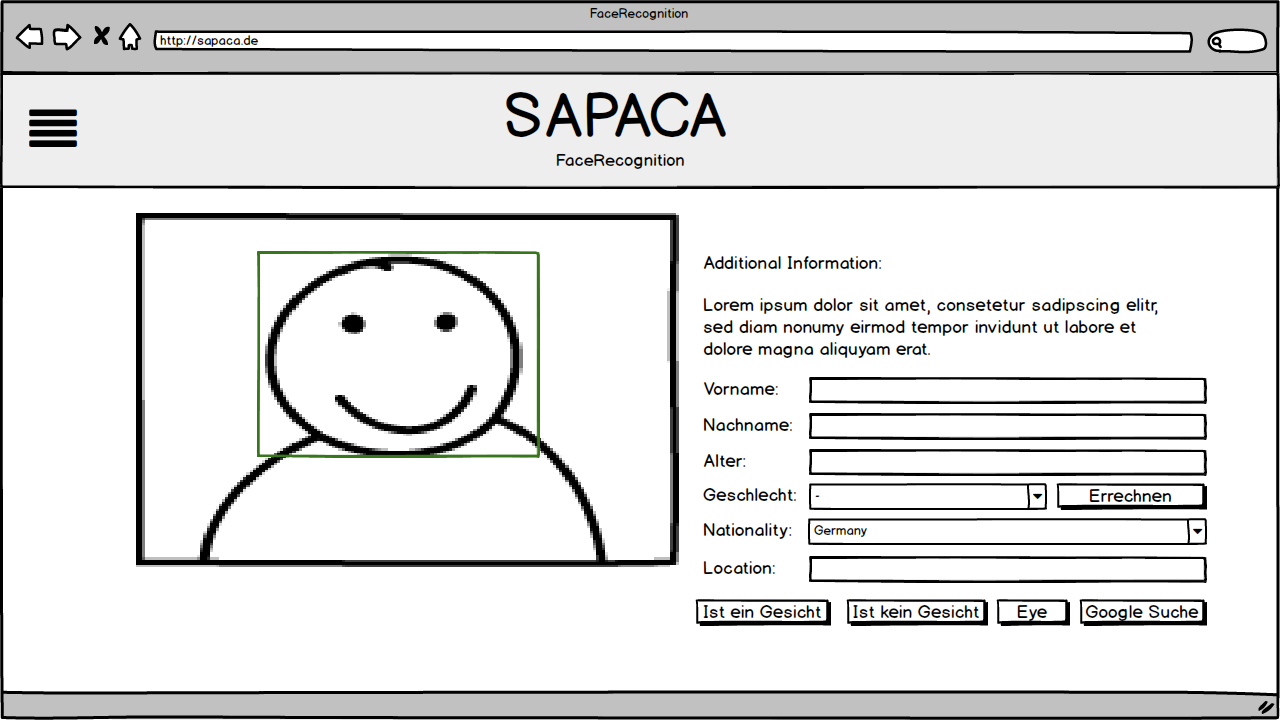 FaceRecognition
http://sapaca.de
SAPACA
FaceRecognition
Additional Information:
Lorem ipsum dolor sit amet, consetetur sadipscing elitr,
sed diam nonumy eirmod tempor invidunt ut labore et
dolore magna aliquyam erat.
Vorname:
Nachname:
Alter:
Geschlecht: - Errechnen
Nationality: Germany
Location:
Ist ein Gesicht Ist kein Gesicht Eye Google Suche